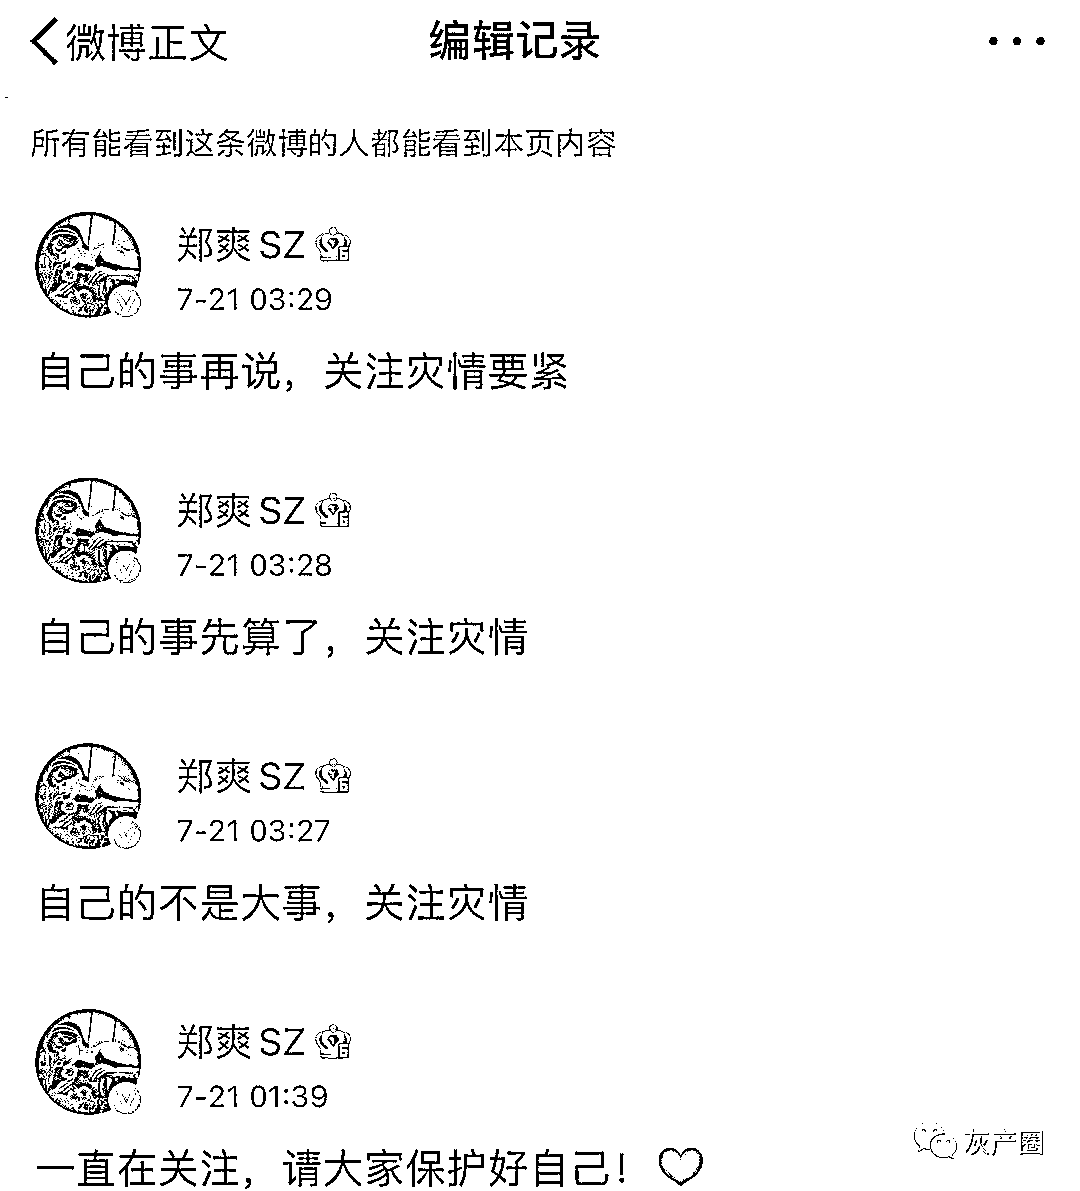 微博正文 编辑记录 ...
所有能看到这条微博的人都能看到本页内容
郑爽SZ
7-21 03:29
自己的事再说，关注灾情要紧
郑爽SZ
7-21 03:28
自己的事先算了，关注灾情
郑爽SZ
7-21 03:27
自己的不是大事，关注灾情
郑爽SZ
7-21 01:39
一直在关注，请大家保护好自己！♡
灰产圈